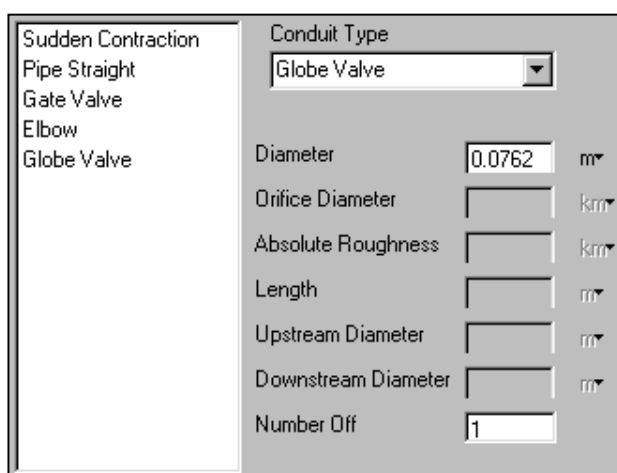 Sudden Contraction
Pipe Straight
Gate Valve
Elbow
Globe Valve
Conduit Type
Globe Valve
Diameter 0.0762 m
Orifice Diameter km
Absolute Roughness km
Length m
Upstream Diameter m
Downstream Diameter m
Number Off 1